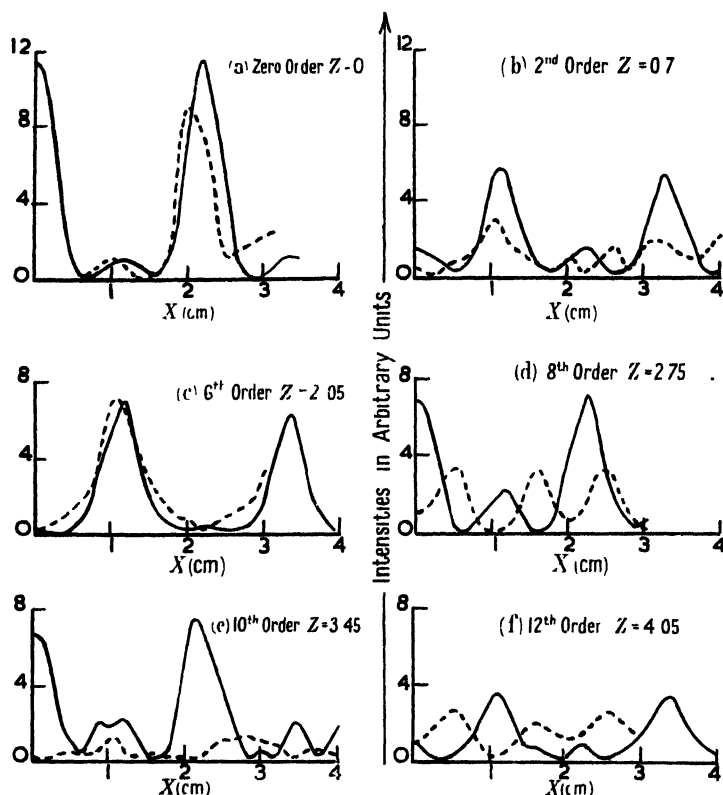 12
8
4
0
(a) Zero Order Z-0
1 2 3 4
X (cm)
12
8
4
0
(b) 2nd Order Z=0 7
1 2 3 4
X (cm)
Intensities in Arbitrary Units
8
4
0
(c) 6th Order Z-2 05
1 2 3 4
X (cm)
8
4
0
(d) 8th Order Z=2 75
1 2 3 4
X (cm)
8
4
0
(e) 10th Order Z=3 45
1 2 3 4
X (cm)
8
4
0
(f) 12th Order Z=4 05
1 2 3 4
X (cm)